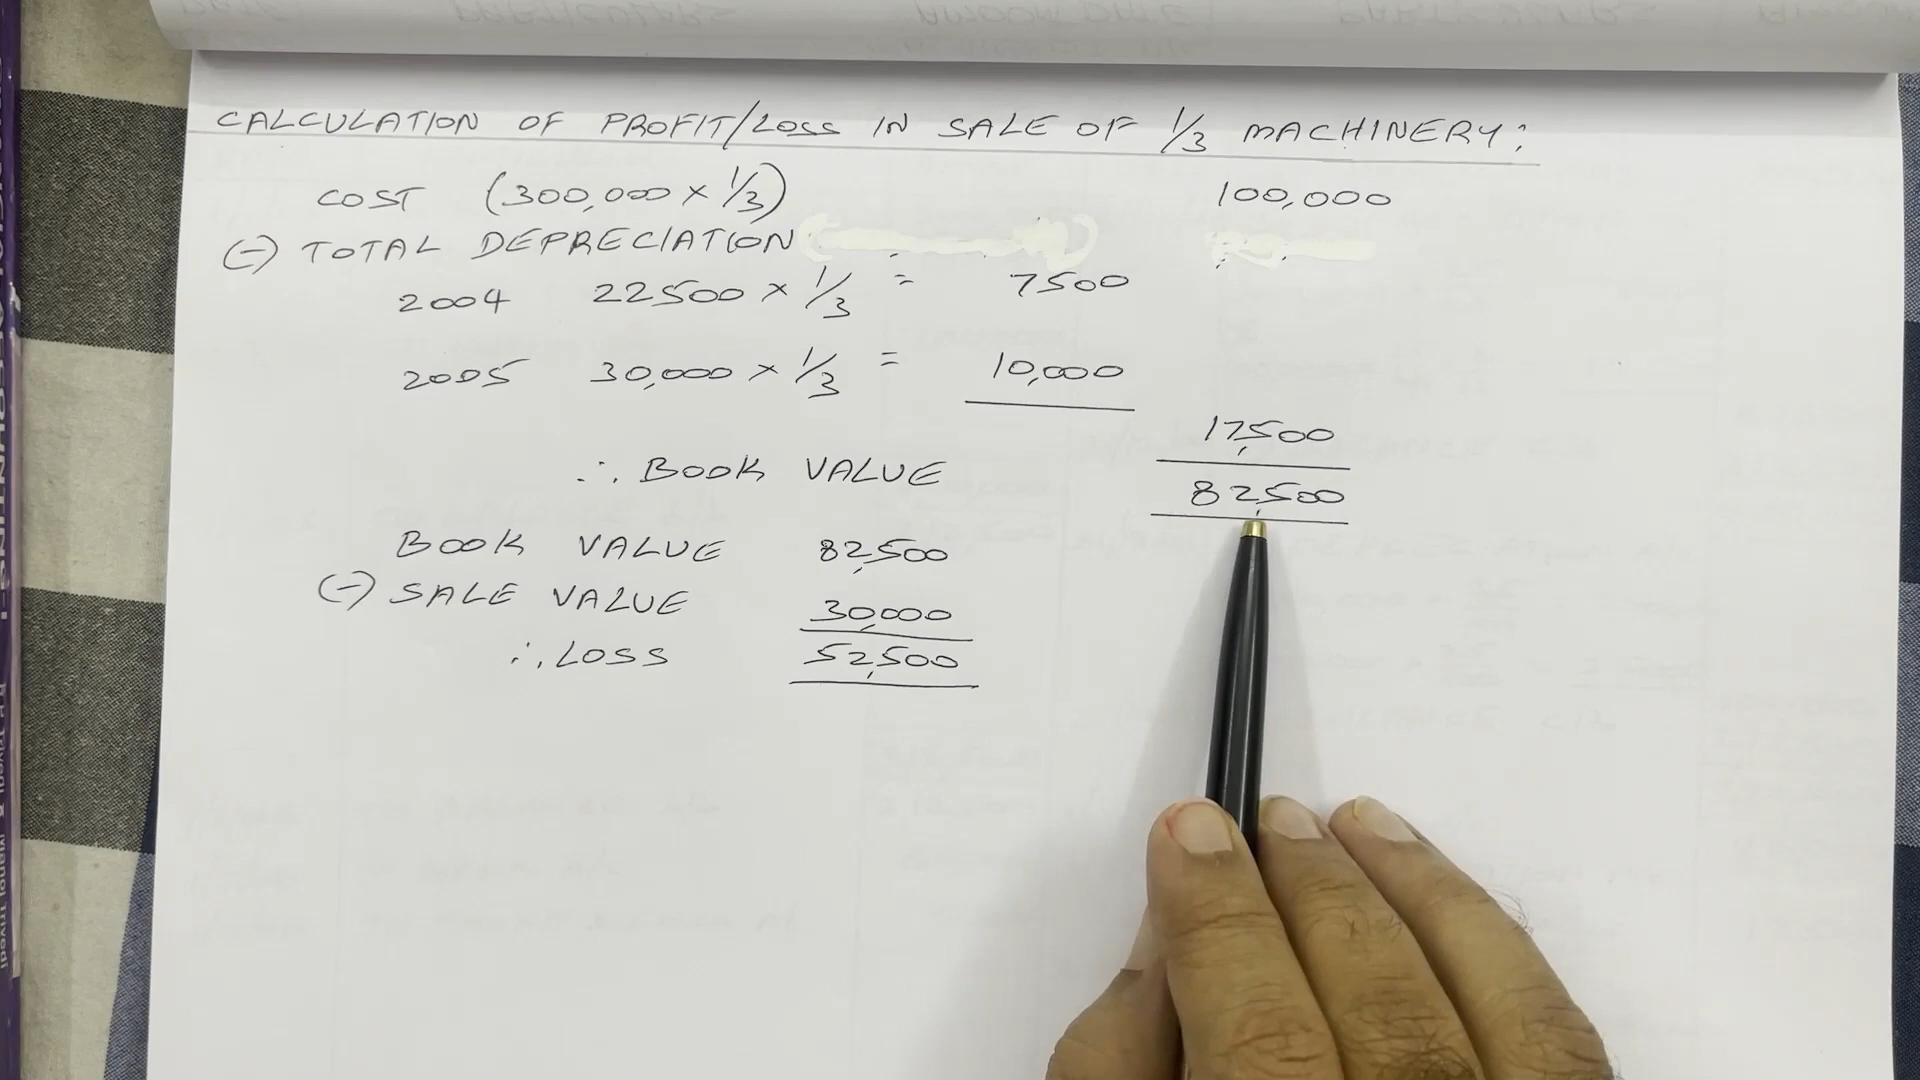 CALCULATION OF PROFIT/LOSS IN SALE OF 1/3 MACHINERY:
COST (300,000 × 1/3) 100,000
(-) TOTAL DEPRECIATION
2004 22500 × 1/3 = 7500
2005 30,000 × 1/3 = 10,000
17,500
∴ BOOK VALUE 82,500
BOOK VALUE 82,500
(-) SALE VALUE 30,000
∴ LOSS 52,500